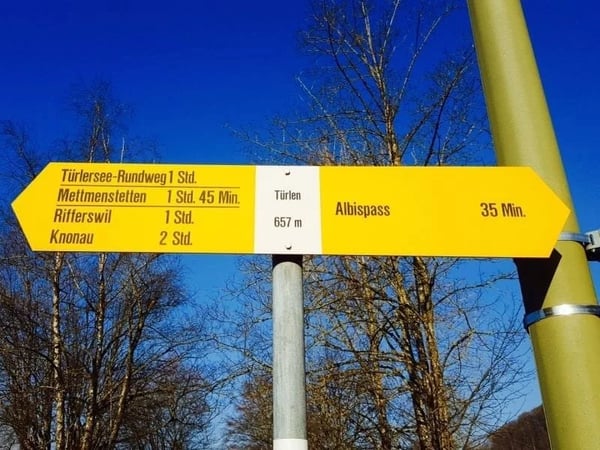 Türlersee-Rundweg 1 Std.
Mettmenstetten 1 Std. 45 Min.
Rifferswil 1 Std.
Knonau 2 Std.
Türlen
657 m
Albispass 35 Min.